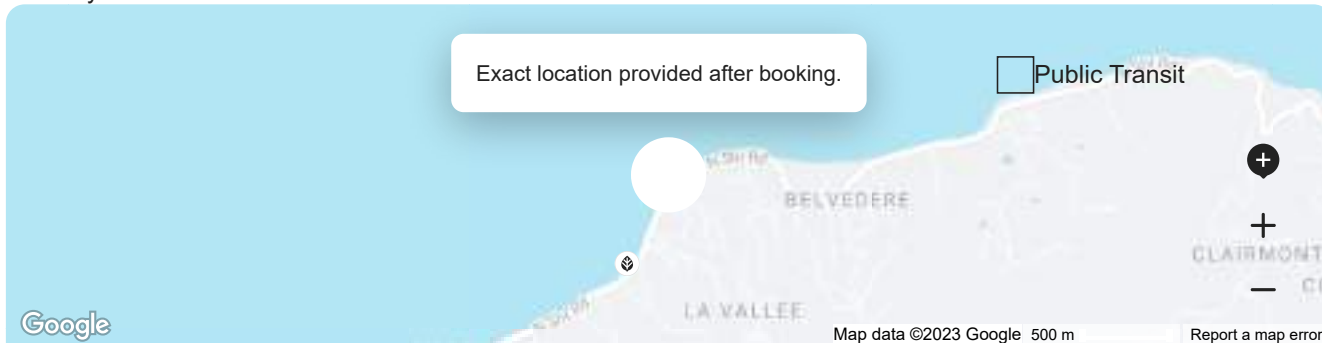 Exact location provided after booking.
Public Transit
BELVEDERE
CLAIRMONT
LA VALLEE
Google
Map data ©2023 Google 500 m
Report a map error